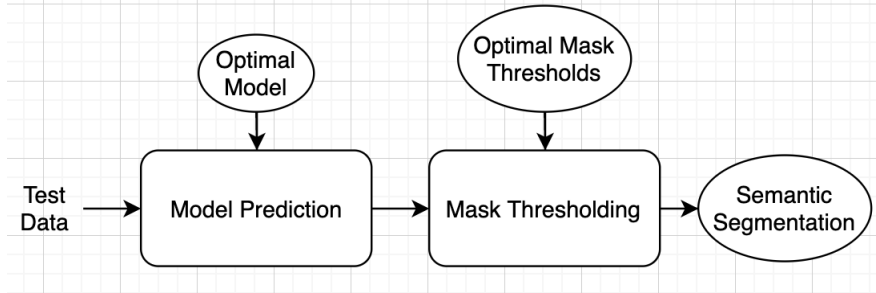 Optimal
Model
Optimal Mask
Thresholds
Test
Data
Model Prediction
Mask Thresholding
Semantic
Segmentation